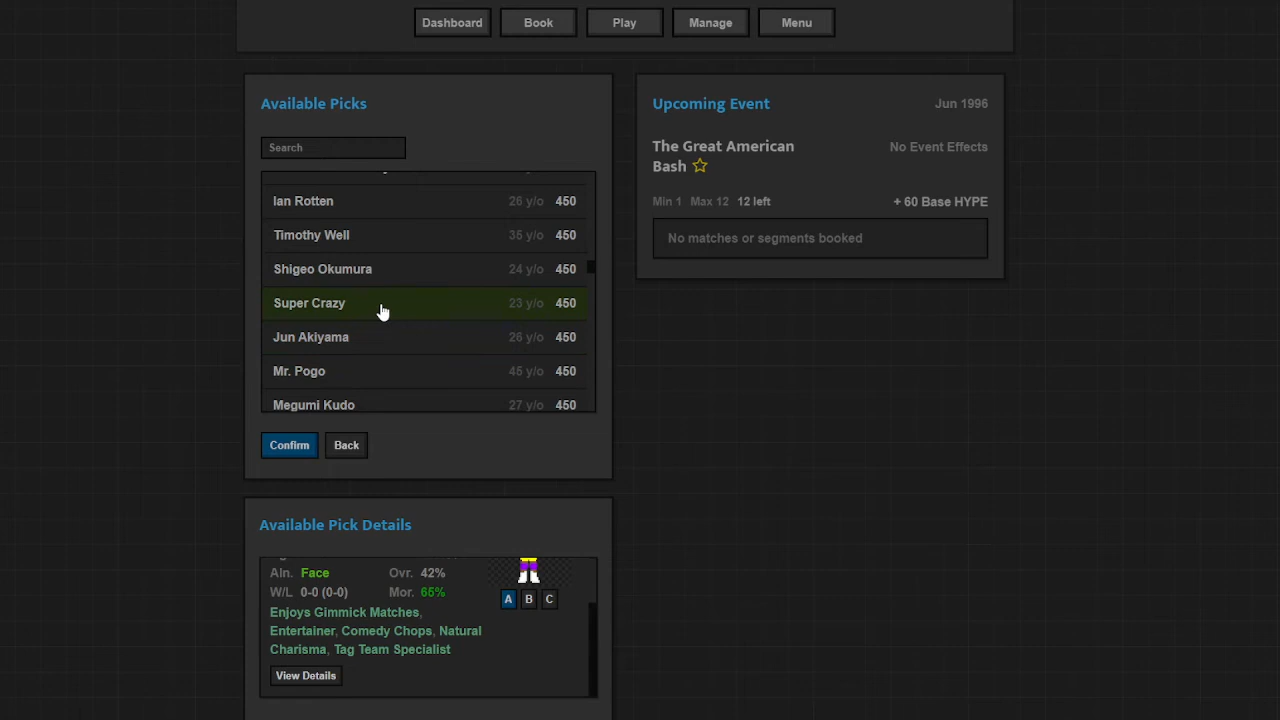 Dashboard Book Play Manage Menu
Available Picks
Search
Ian Rotten 26 y/o 450
Timothy Well 35 y/o 450
Shigeo Okumura 24 y/o 450
Super Crazy 23 y/o 450
Jun Akiyama 26 y/o 450
Mr. Pogo 45 y/o 450
Megumi Kudo 27 y/o 450
Confirm Back
Available Pick Details
Aln. Face Ovr. 42%
W/L 0-0 (0-0) Mor. 65% A B C
Enjoys Gimmick Matches,
Entertainer, Comedy Chops, Natural
Charisma, Tag Team Specialist
View Details
Upcoming Event Jun 1996
The Great American No Event Effects
Bash
Min 1 Max 12 12 left + 60 Base HYPE
No matches or segments booked